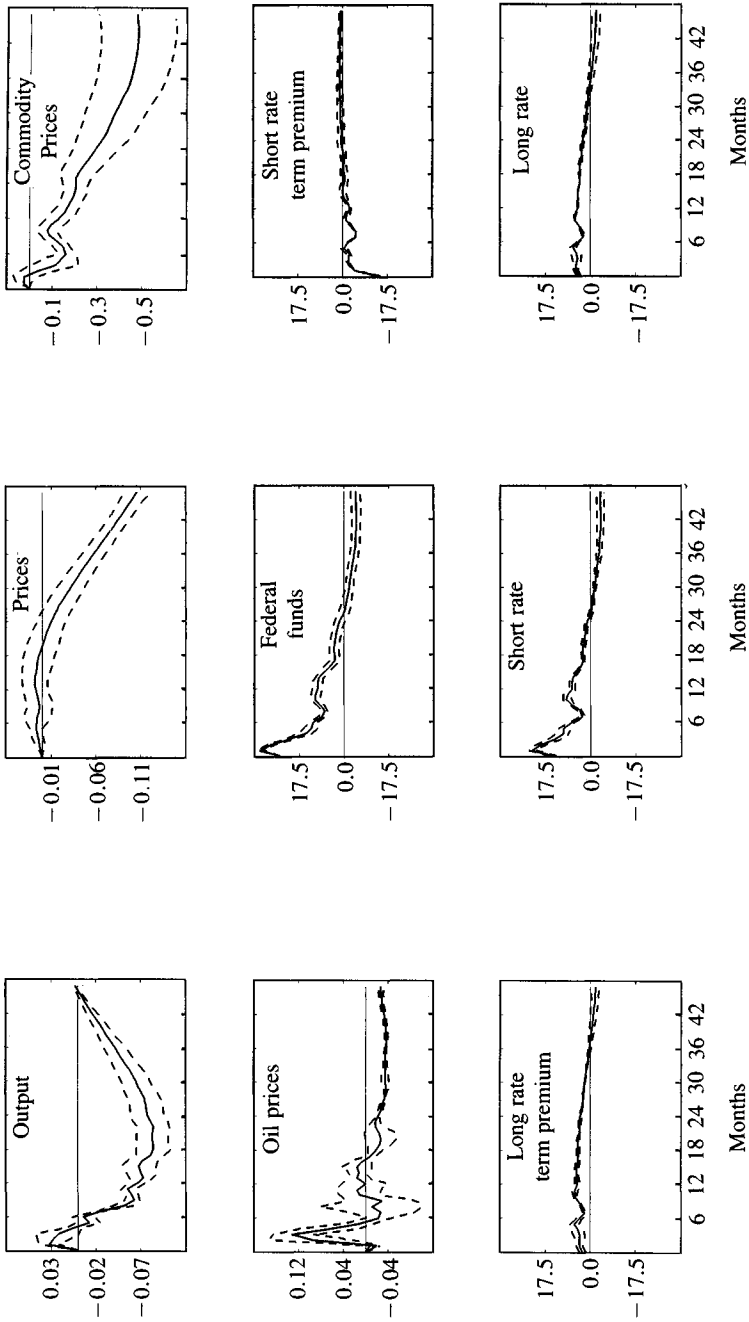 Output
0.03
−0.02
−0.07
Prices
−0.01
−0.06
−0.11
Commodity
Prices
−0.1
−0.3
−0.5
Oil prices
0.12
0.04
−0.04
Federal
funds
17.5
0.0
−17.5
Short rate
term premium
17.5
0.0
−17.5
Long rate
term premium
17.5
0.0
−17.5
6 12 18 24 30 36 42
Months
Short rate
17.5
0.0
−17.5
6 12 18 24 30 36 42
Months
Long rate
17.5
0.0
−17.5
6 12 18 24 30 36 42
Months